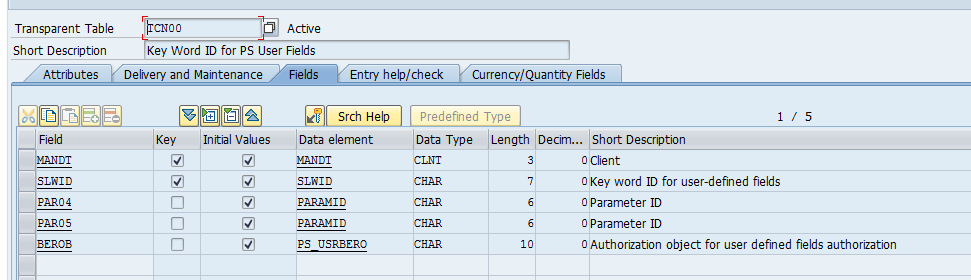 Transparent Table TCN00 Active
Short Description Key Word ID for PS User Fields
Attributes Delivery and Maintenance Fields Entry help/check Currency/Quantity Fields
Srch Help Predefined Type 1 / 5
Field Key Initial Values Data element Data Type Length Decim... Short Description
MANDT MANDT CLNT 3 0 Client
SLWID SLWID CHAR 7 0 Key word ID for user-defined fields
PAR04 PARAMID CHAR 6 0 Parameter ID
PAR05 PARAMID CHAR 6 0 Parameter ID
BEROB PS_USRBERO CHAR 10 0 Authorization object for user defined fields authorization